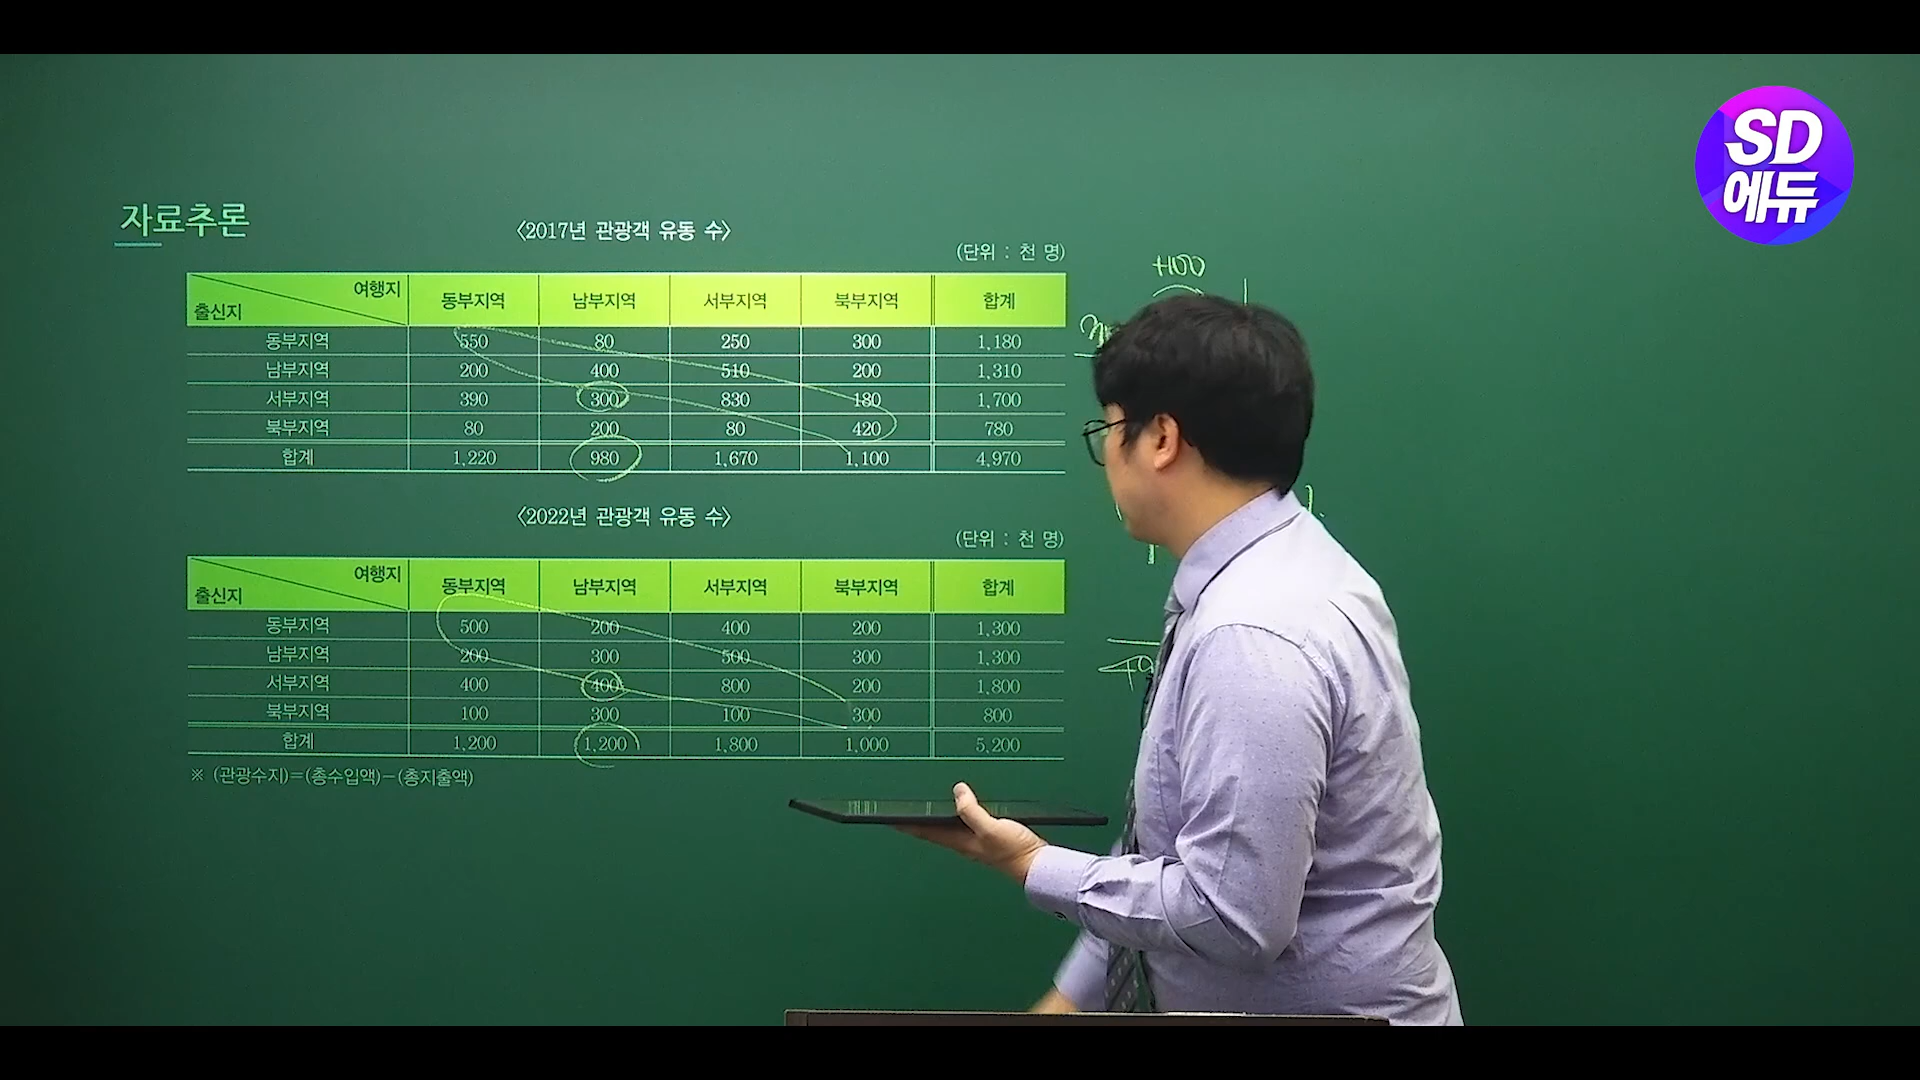 SD
에듀
자료추론
〈2017년 관광객 유동 수〉
(단위 : 천 명)
여행지
출신지 동부지역 남부지역 서부지역 북부지역 합계
동부지역 550 80 250 300 1,180
남부지역 200 400 510 200 1,310
서부지역 390 300 830 180 1,700
북부지역 80 200 80 420 780
합계 1,220 980 1,670 1,100 4,970
+100
〈2022년 관광객 유동 수〉
(단위 : 천 명)
여행지
출신지 동부지역 남부지역 서부지역 북부지역 합계
동부지역 500 200 400 200 1,300
남부지역 200 300 500 300 1,300
서부지역 400 400 800 200 1,800
북부지역 100 300 100 300 800
합계 1,200 1,200 1,800 1,000 5,200
※ (관광수지)=(총수입액)−(총지출액)